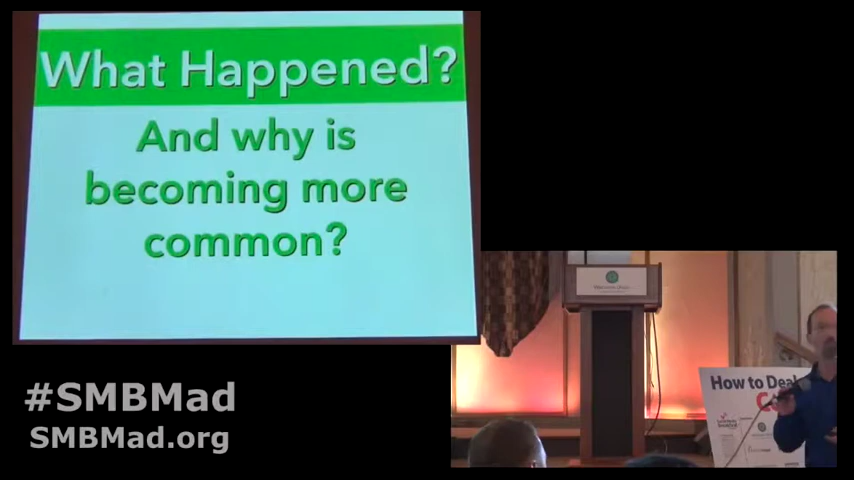 What Happened?
And why is
becoming more
common?
#SMBMad
SMBMad.org
How to Deal